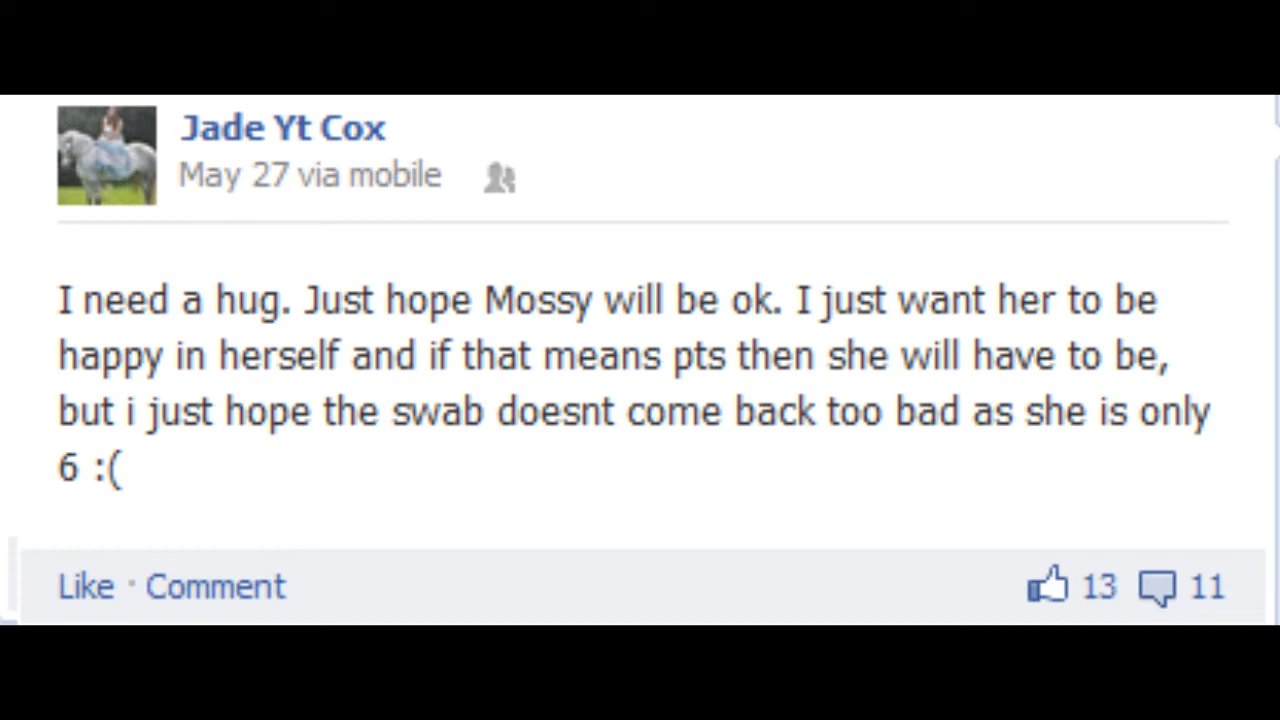 Jade Yt Cox
May 27 via mobile
I need a hug. Just hope Mossy will be ok. I just want her to be
happy in herself and if that means pts then she will have to be,
but i just hope the swab doesnt come back too bad as she is only
6 :(
Like · Comment 13 11